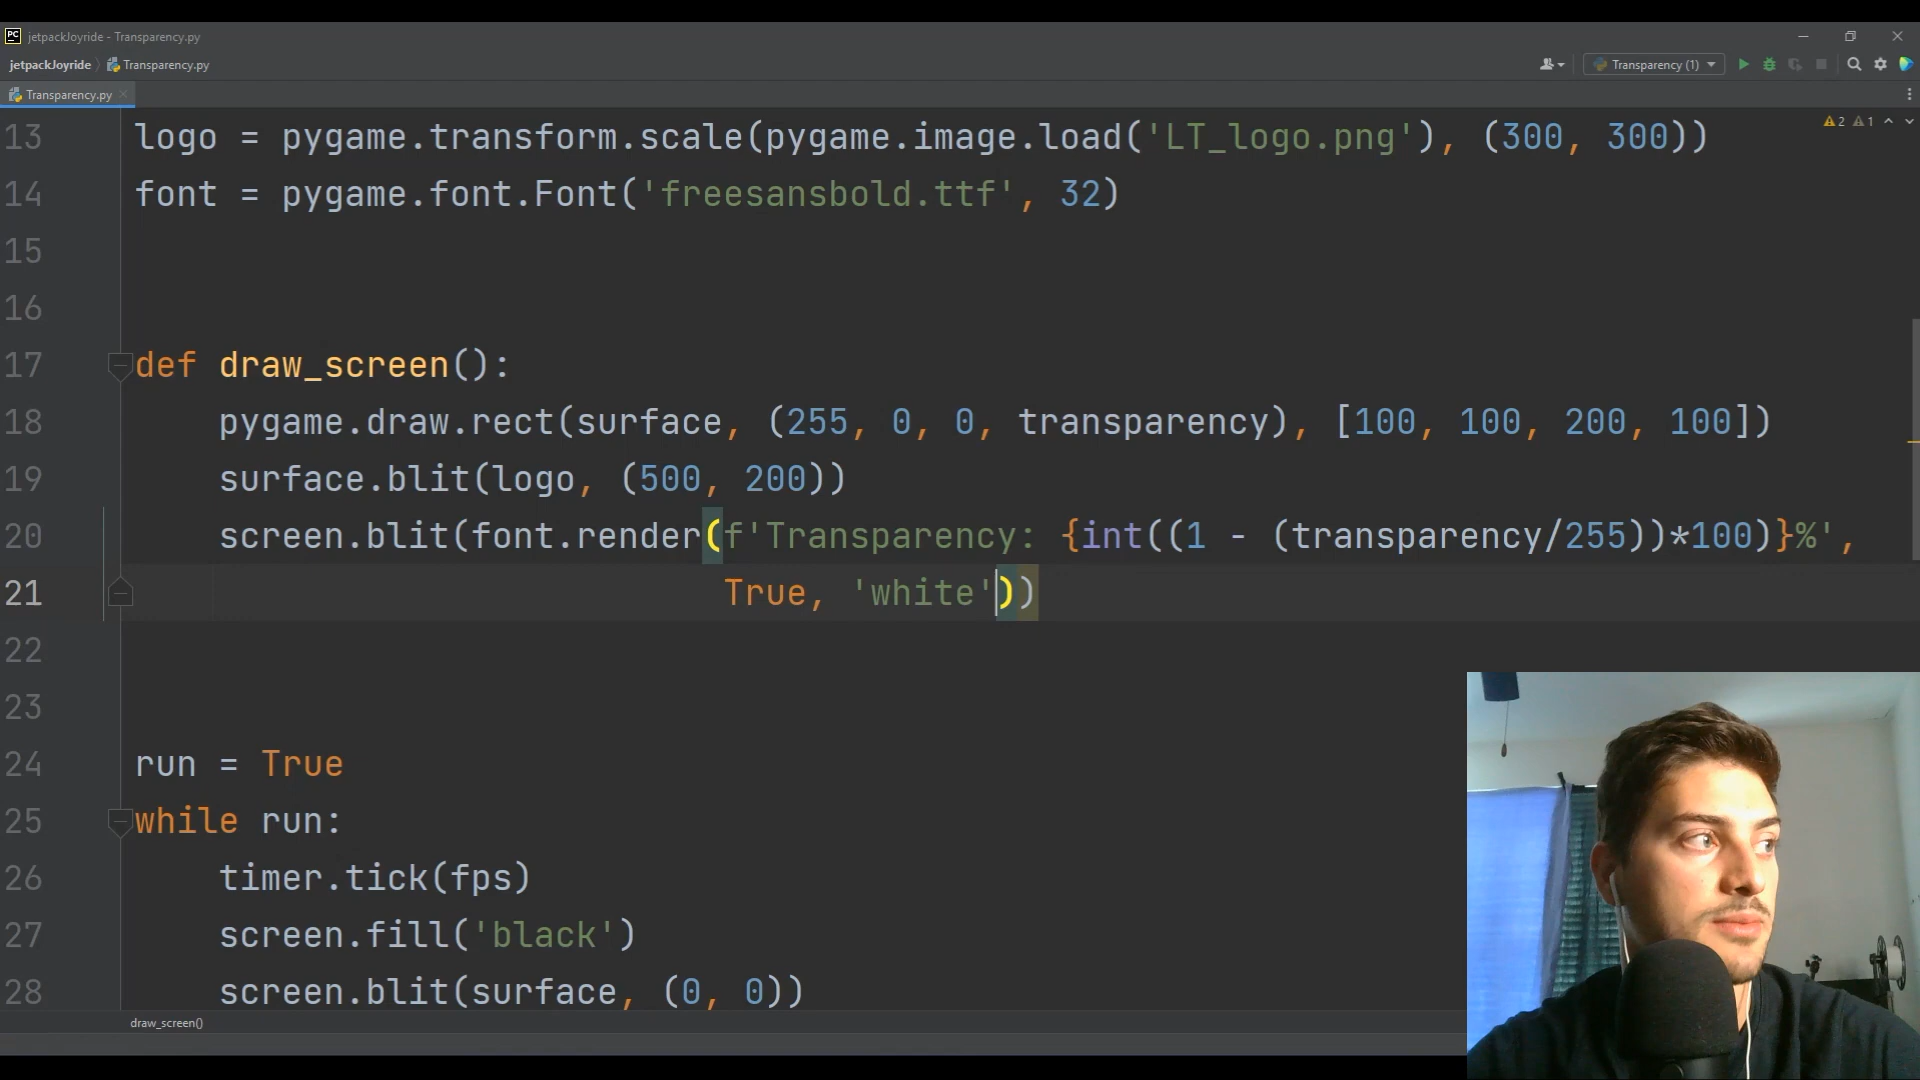 PC jetpackJoyride - Transparency.py
jetpackJoyride Transparency.py Transparency (1)
Transparency.py
2 1
13 logo = pygame.transform.scale(pygame.image.load('LT_logo.png'), (300, 300))
14 font = pygame.font.Font('freesansbold.ttf', 32)
15
16
17 def draw_screen():
18 pygame.draw.rect(surface, (255, 0, 0, transparency), [100, 100, 200, 100])
19 surface.blit(logo, (500, 200))
20 screen.blit(font.render(f'Transparency: {int((1 - (transparency/255))*100)}%',
21 True, 'white'))
22
23
24 run = True
25 while run:
26 timer.tick(fps)
27 screen.fill('black')
28 screen.blit(surface, (0, 0))
draw_screen()